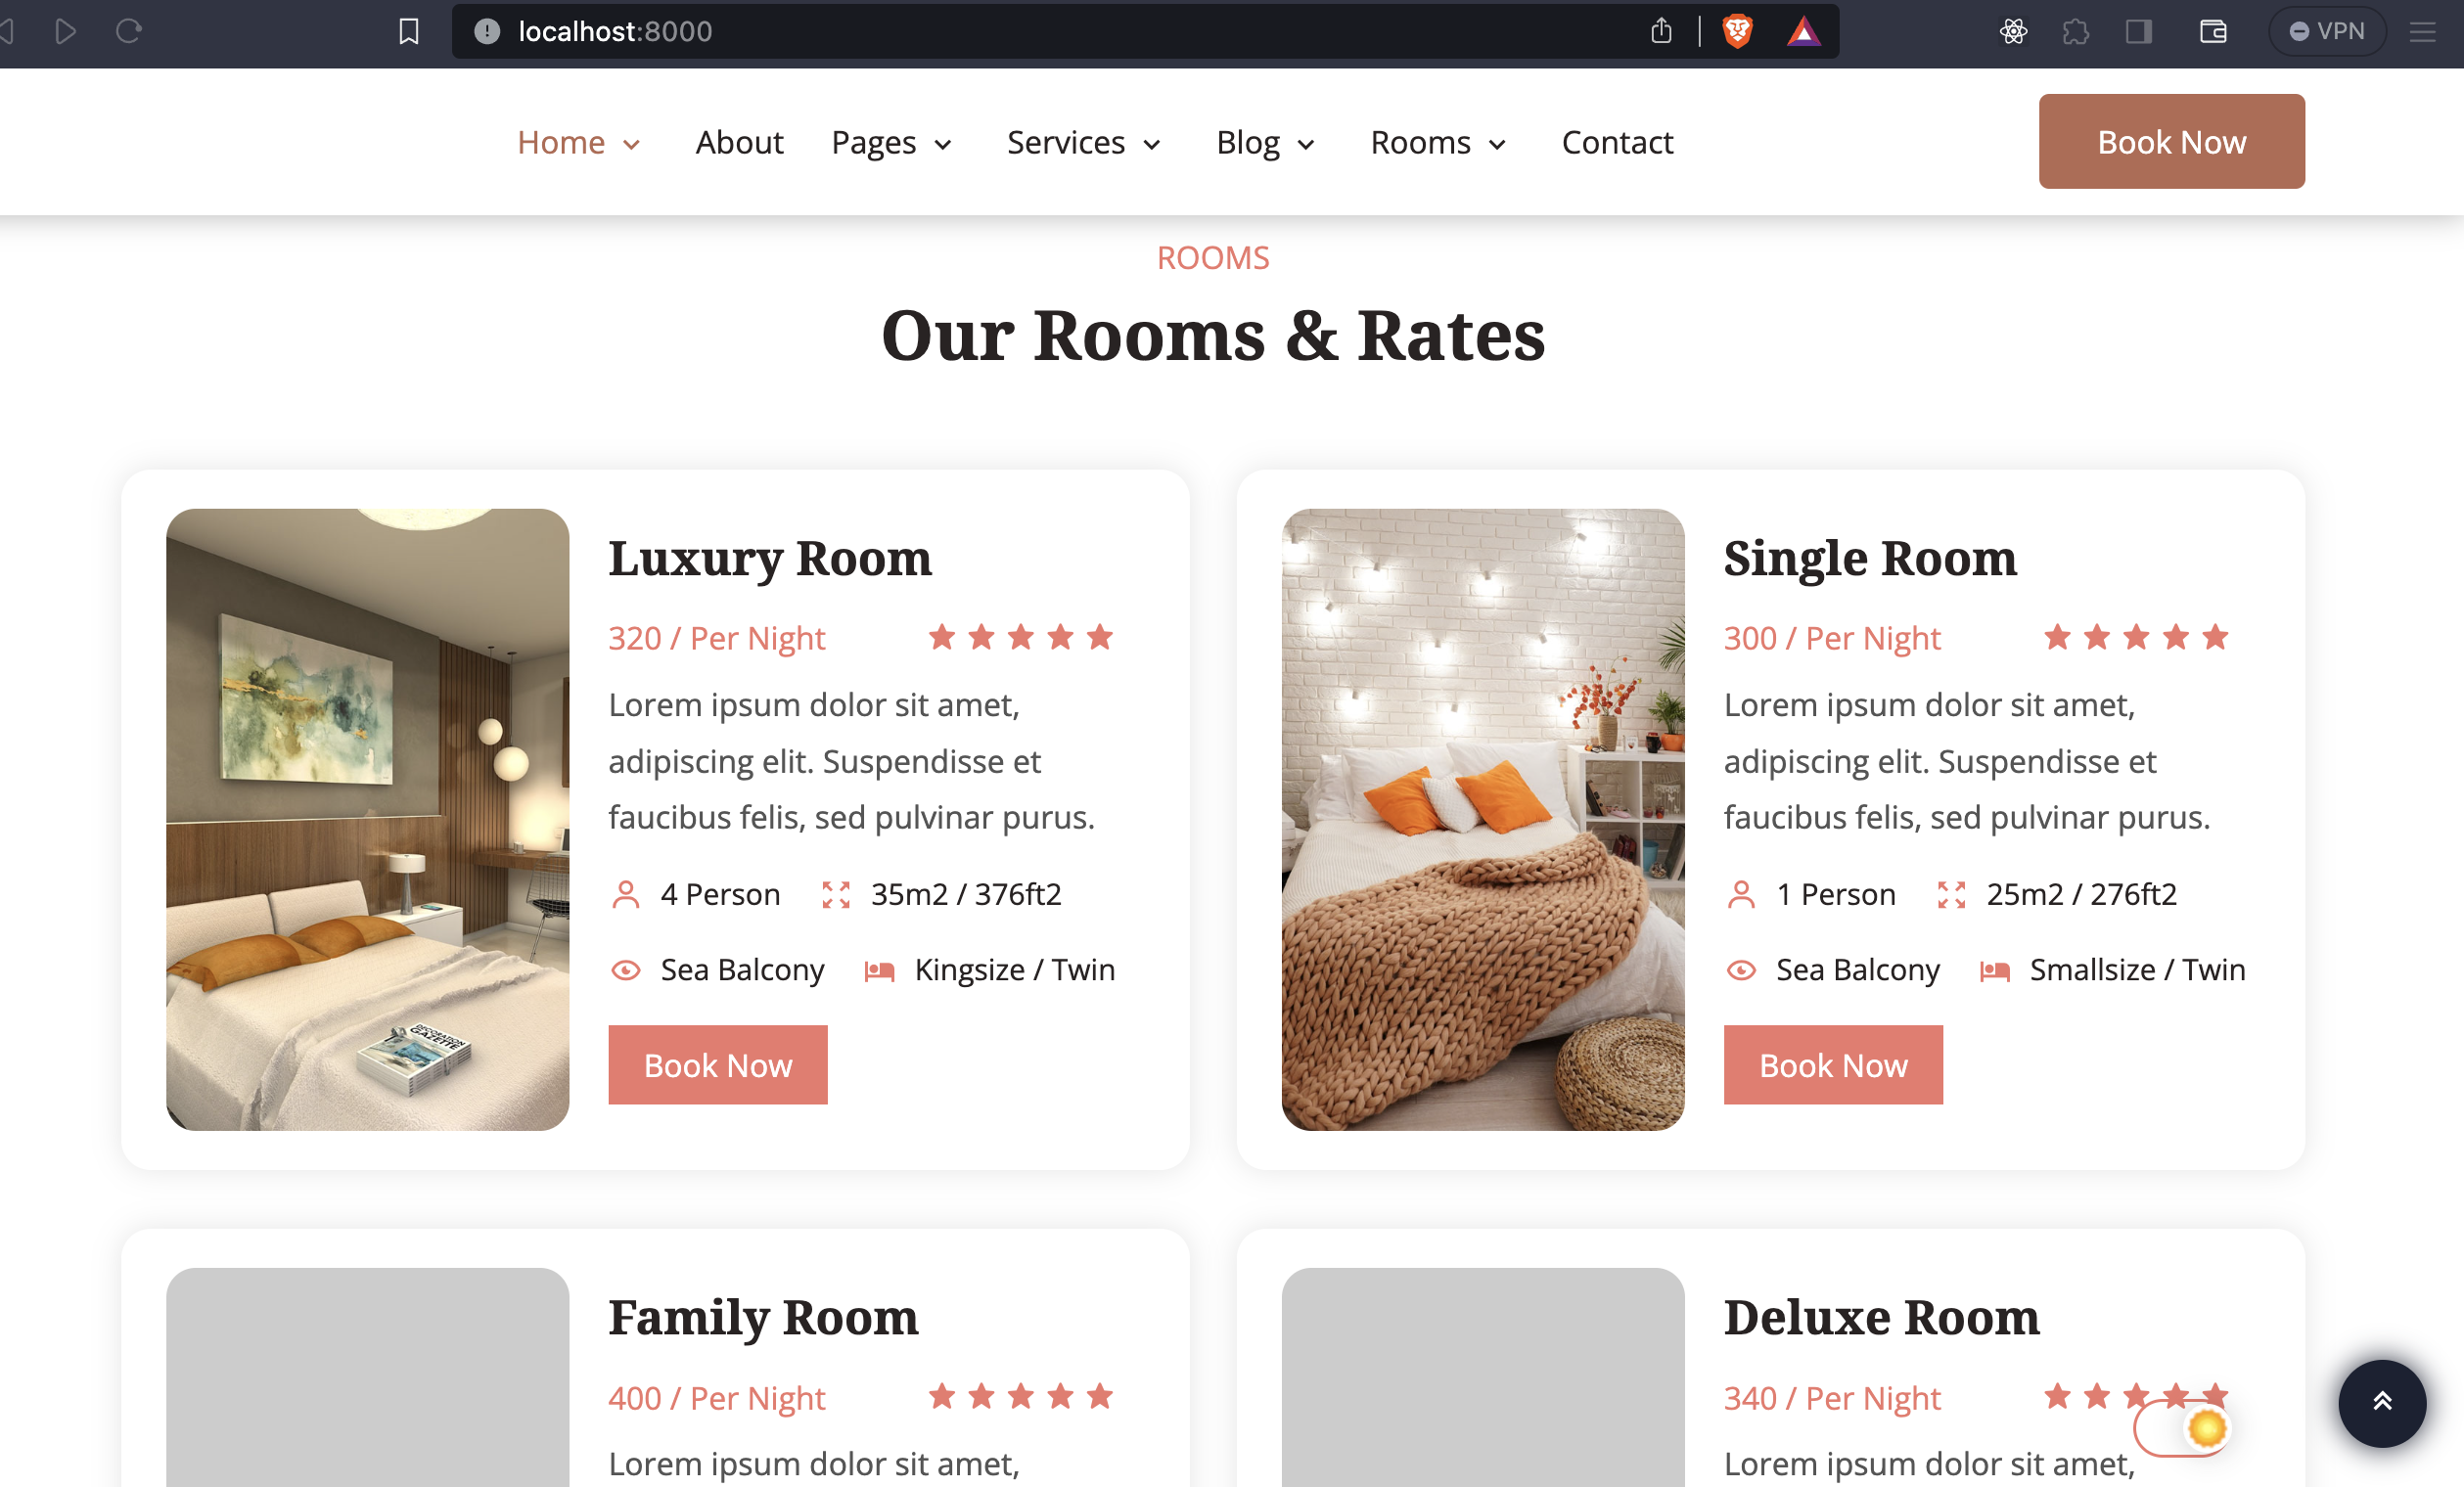 localhost:8000
VPN
Home About Pages Services Blog Rooms Contact Book Now
ROOMS
Our Rooms & Rates
Luxury Room
320 / Per Night
Lorem ipsum dolor sit amet,
adipiscing elit. Suspendisse et
faucibus felis, sed pulvinar purus.
4 Person 35m2 / 376ft2
Sea Balcony Kingsize / Twin
Book Now
DECORATION
GAZETTE
Single Room
300 / Per Night
Lorem ipsum dolor sit amet,
adipiscing elit. Suspendisse et
faucibus felis, sed pulvinar purus.
1 Person 25m2 / 276ft2
Sea Balcony Smallsize / Twin
Book Now
Family Room
400 / Per Night
Lorem ipsum dolor sit amet,
Deluxe Room
340 / Per Night
Lorem ipsum dolor sit amet,